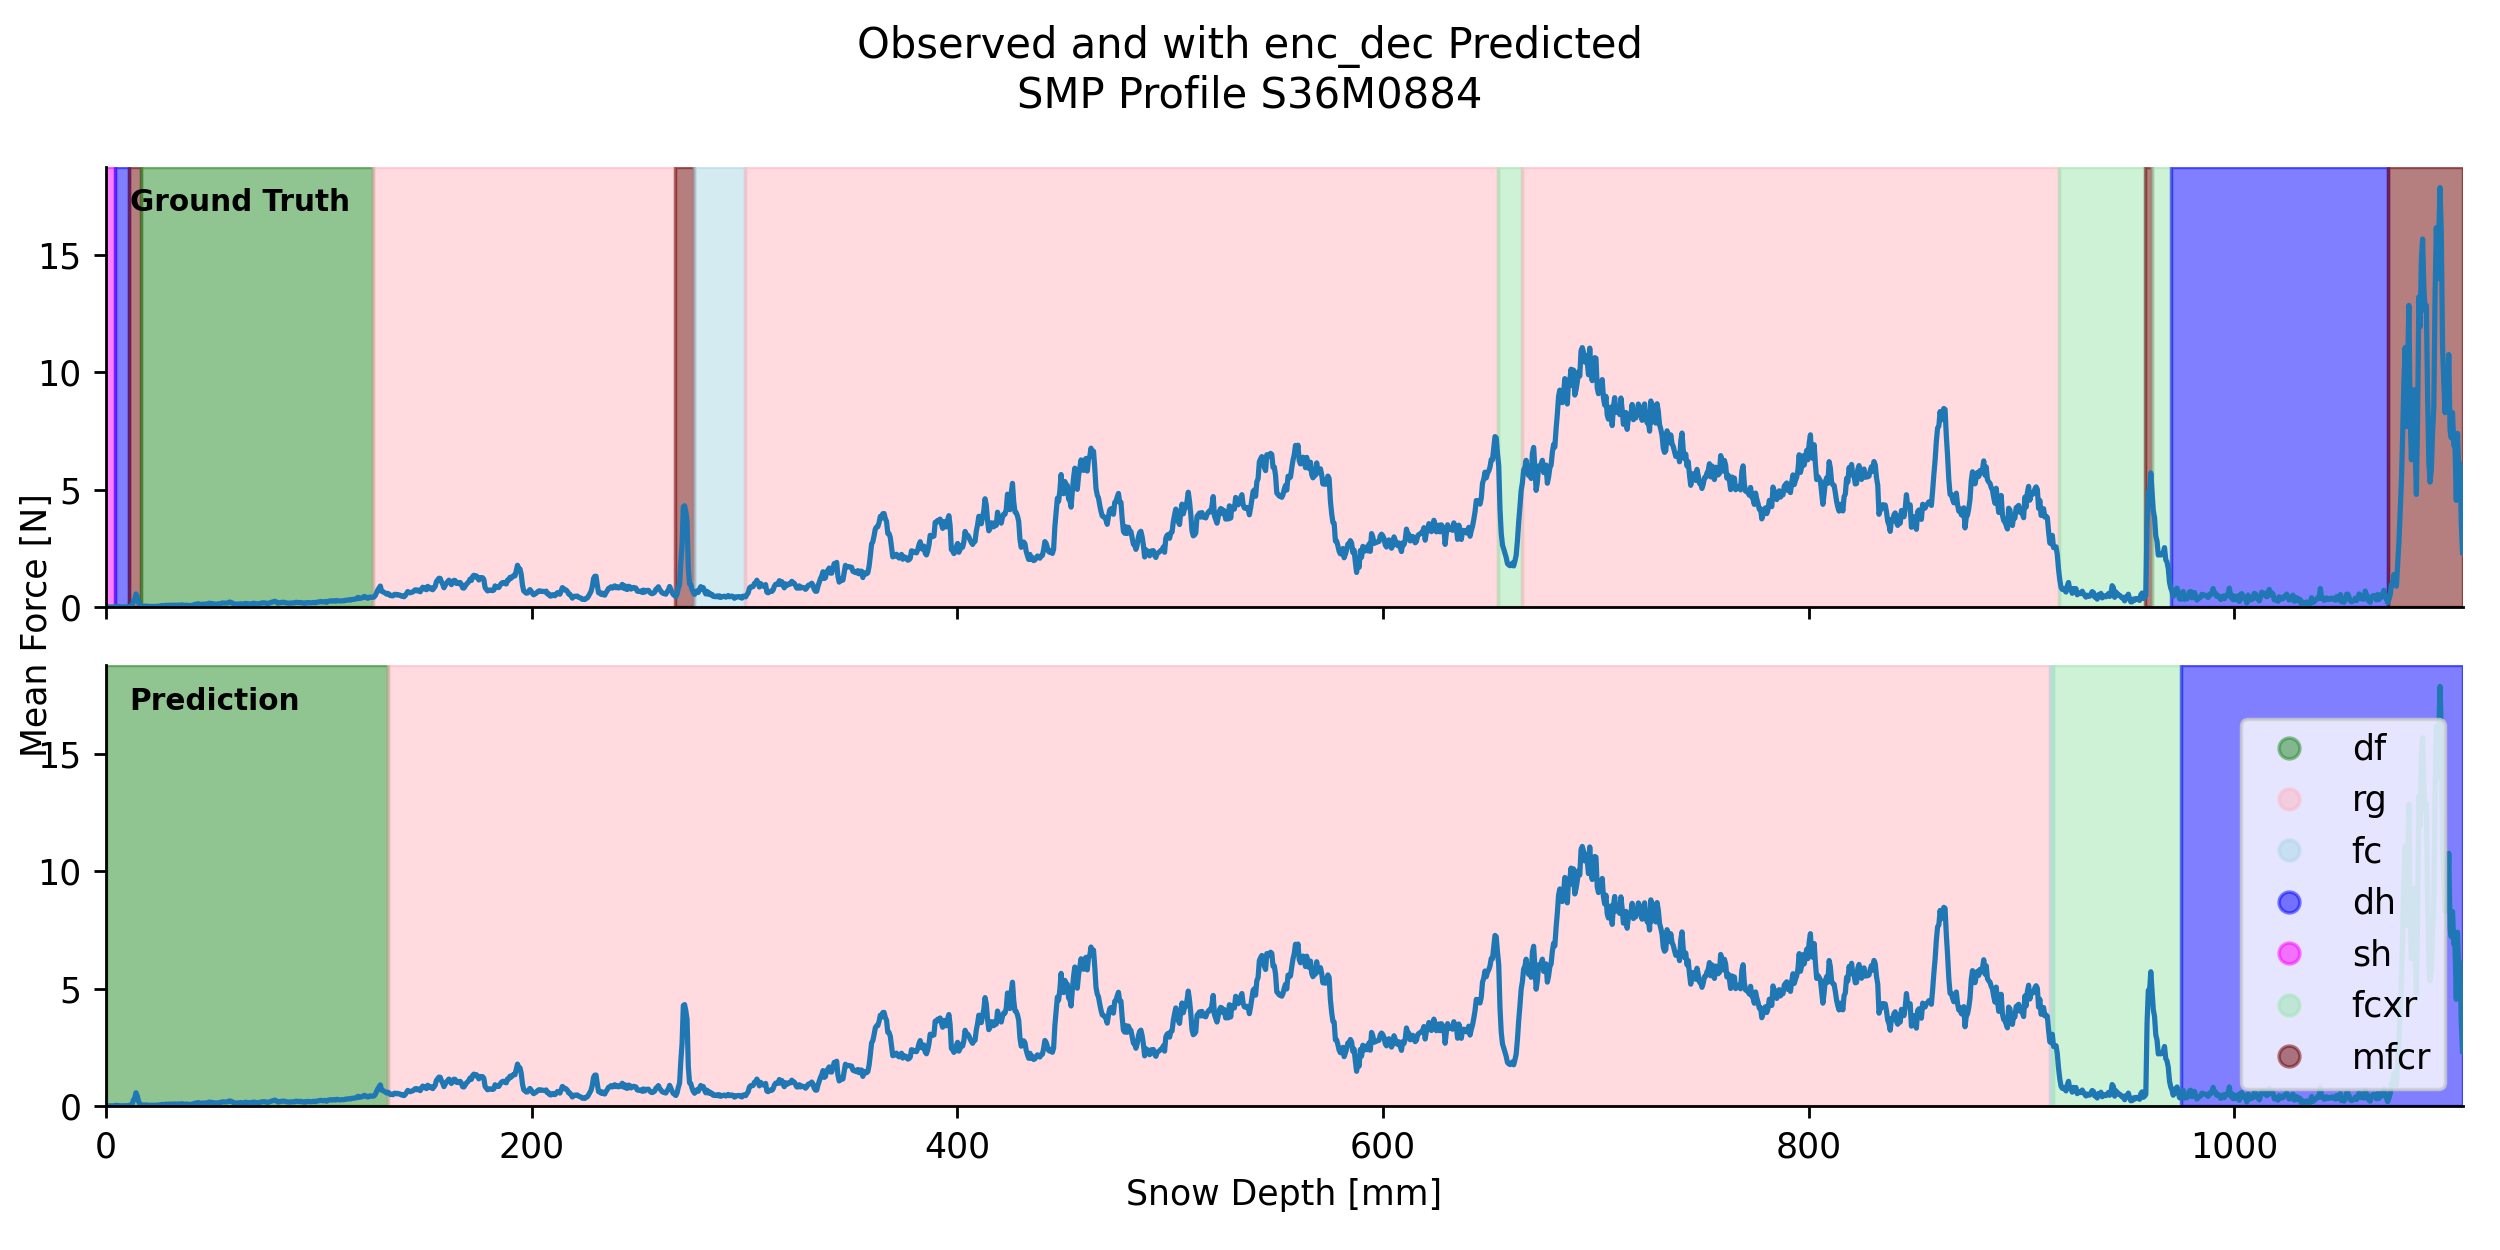 Observed and with enc_dec Predicted
SMP Profile S36M0884
Ground Truth
15
10
5
0
Mean Force [N]
Prediction
15
10
5
0
df
rg
fc
dh
sh
fcxr
mfcr
0 200 400 600 800 1000
Snow Depth [mm]